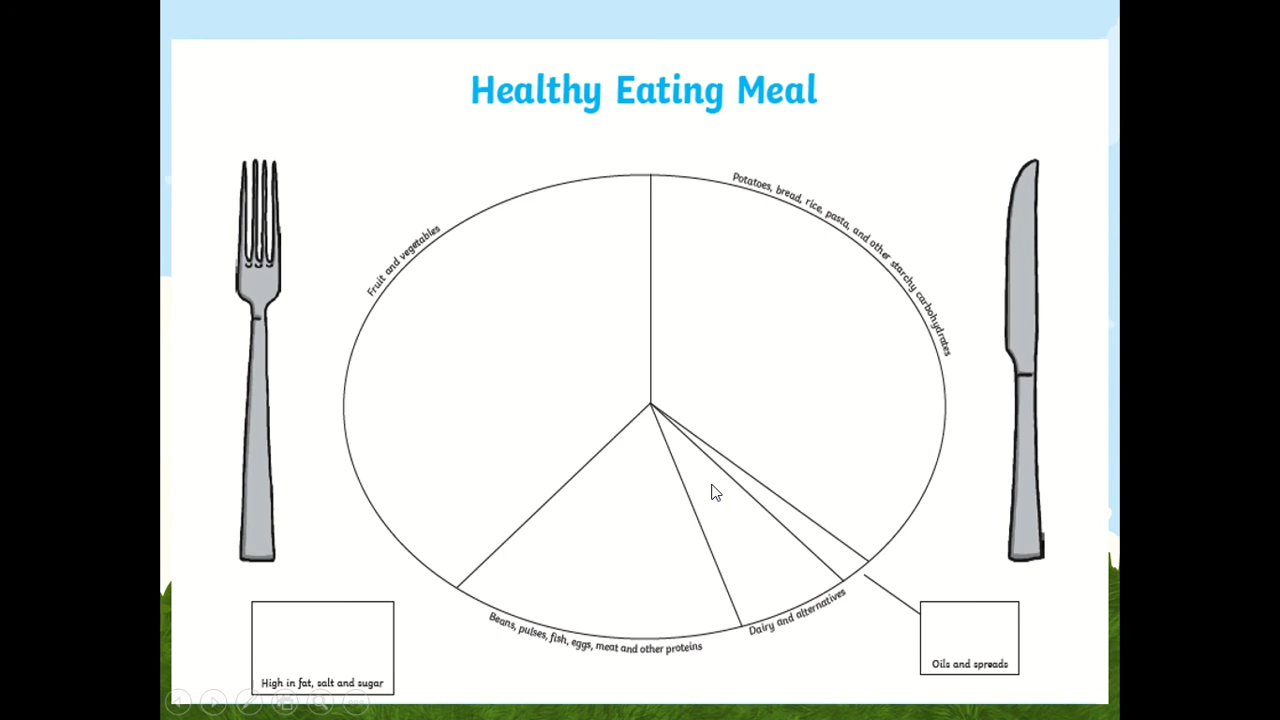 Healthy Eating Meal
Potatoes, bread, rice, pasta, and other starchy carbohydrates
Fruit and vegetables
Beans, pulses, fish, eggs, meat and other proteins
Dairy and alternatives
Oils and spreads
High in fat, salt and sugar